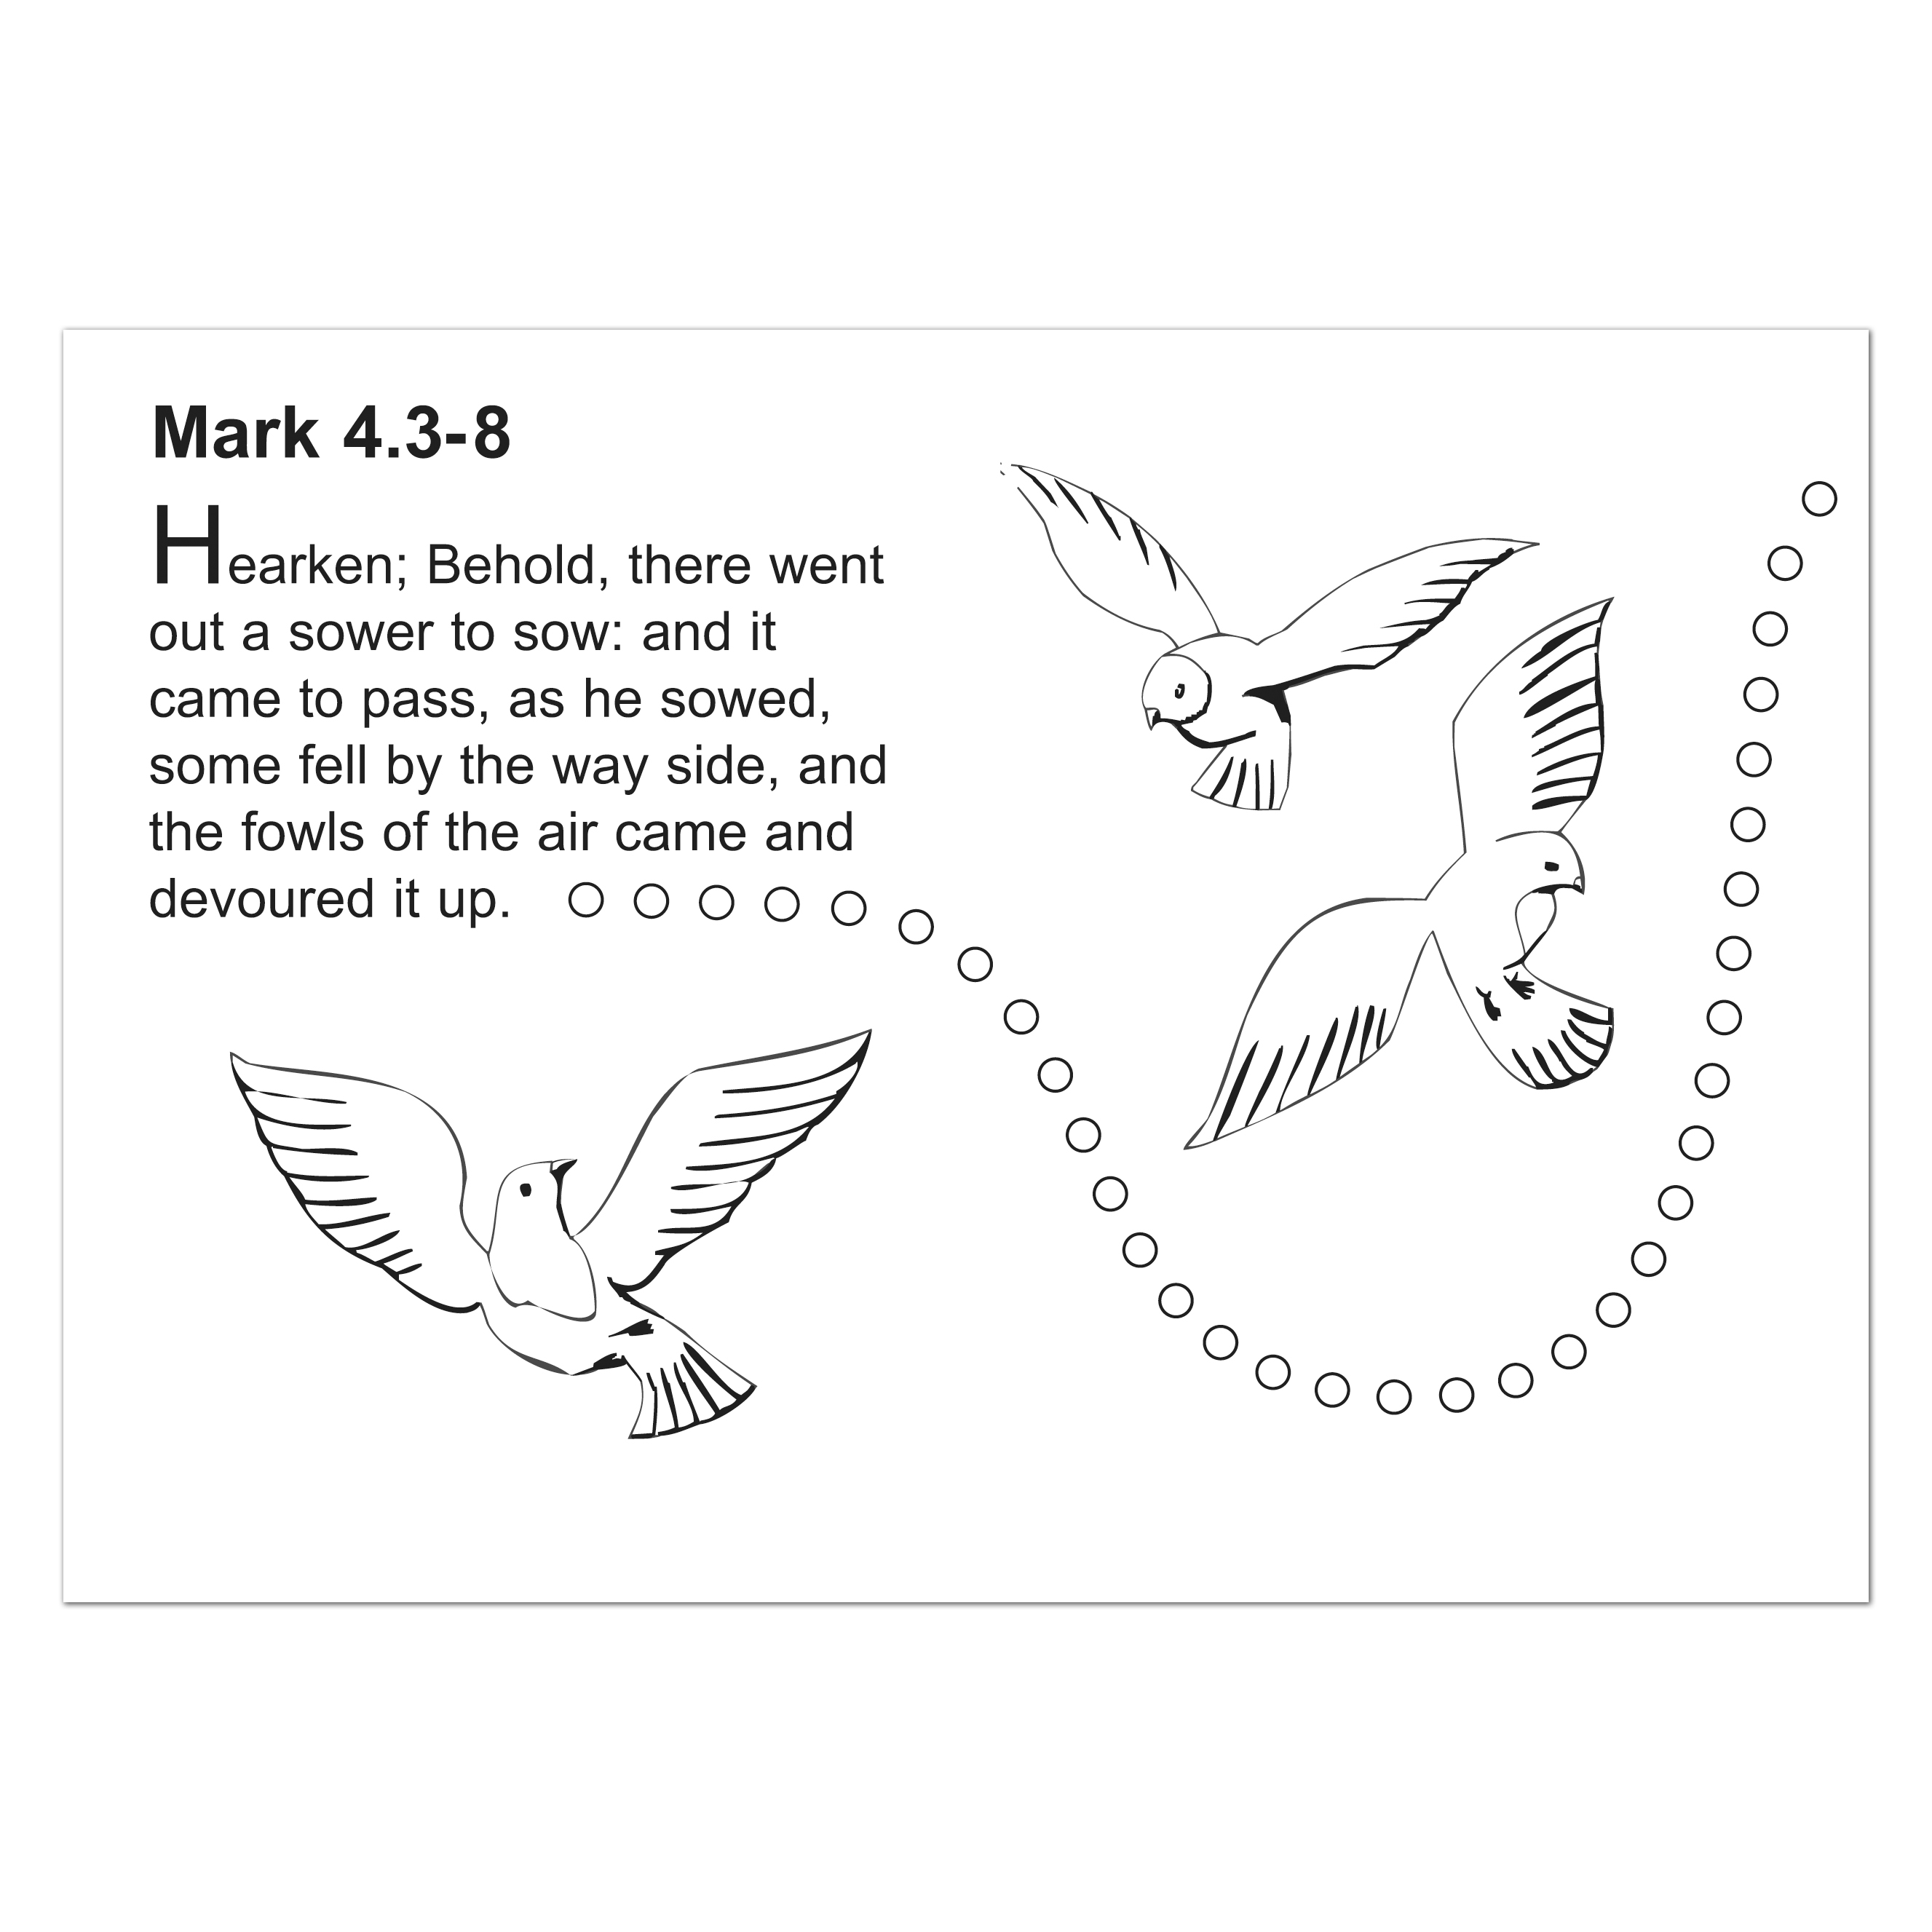 Mark 4.3-8
Hearken; Behold, there went
out a sower to sow: and it
came to pass, as he sowed,
some fell by the way side, and
the fowls of the air came and
devoured it up.